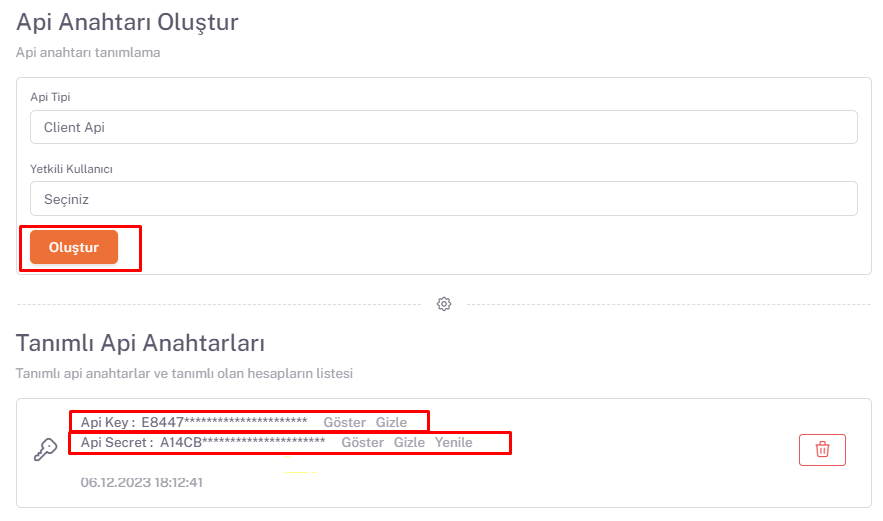 Api Anahtarı Oluştur
Api anahtarı tanımlama
Api Tipi
Client Api
Yetkili Kullanıcı
Seçiniz
Oluştur
Tanımlı Api Anahtarları
Tanımlı api anahtarlar ve tanımlı olan hesapların listesi
Api Key : E8447********************** Göster Gizle
Api Secret : A14CB********************** Göster Gizle Yenile
06.12.2023 18:12:41